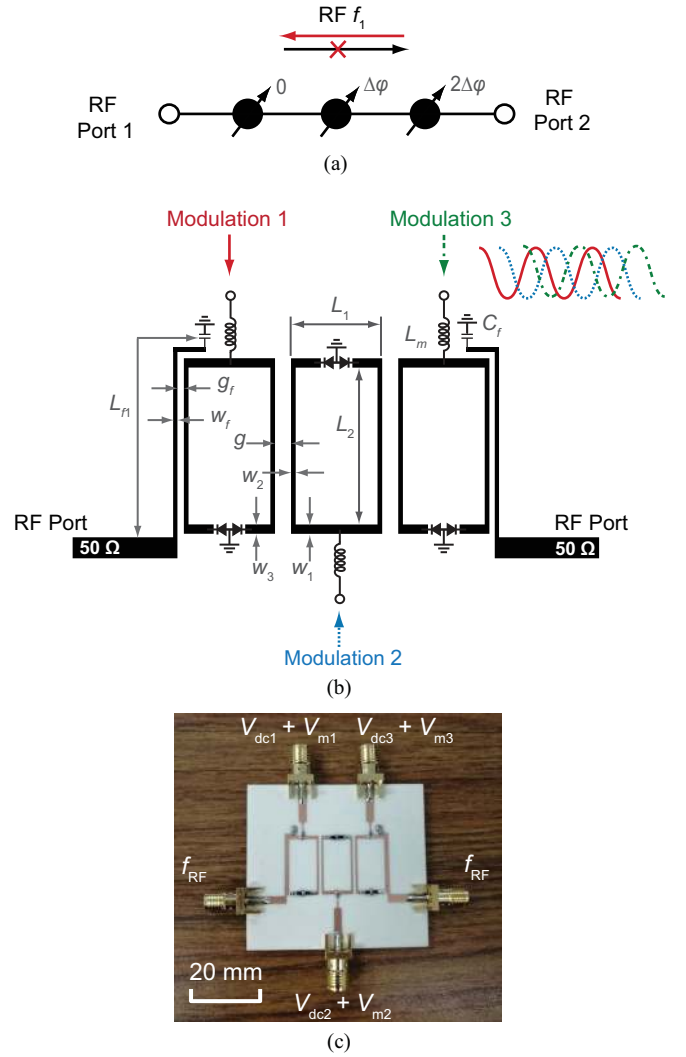 RF f1
0
Δφ
2Δφ
RF
Port 1
RF
Port 2
(a)
Modulation 1
Modulation 3
L1
Lm
Cf
Lf1
gf
wf
g
L2
w2
RF Port
RF Port
50 Ω
50 Ω
w3
w1
Modulation 2
(b)
Vdc1 + Vm1
Vdc3 + Vm3
fRF
fRF
20 mm
Vdc2 + Vm2
(c)